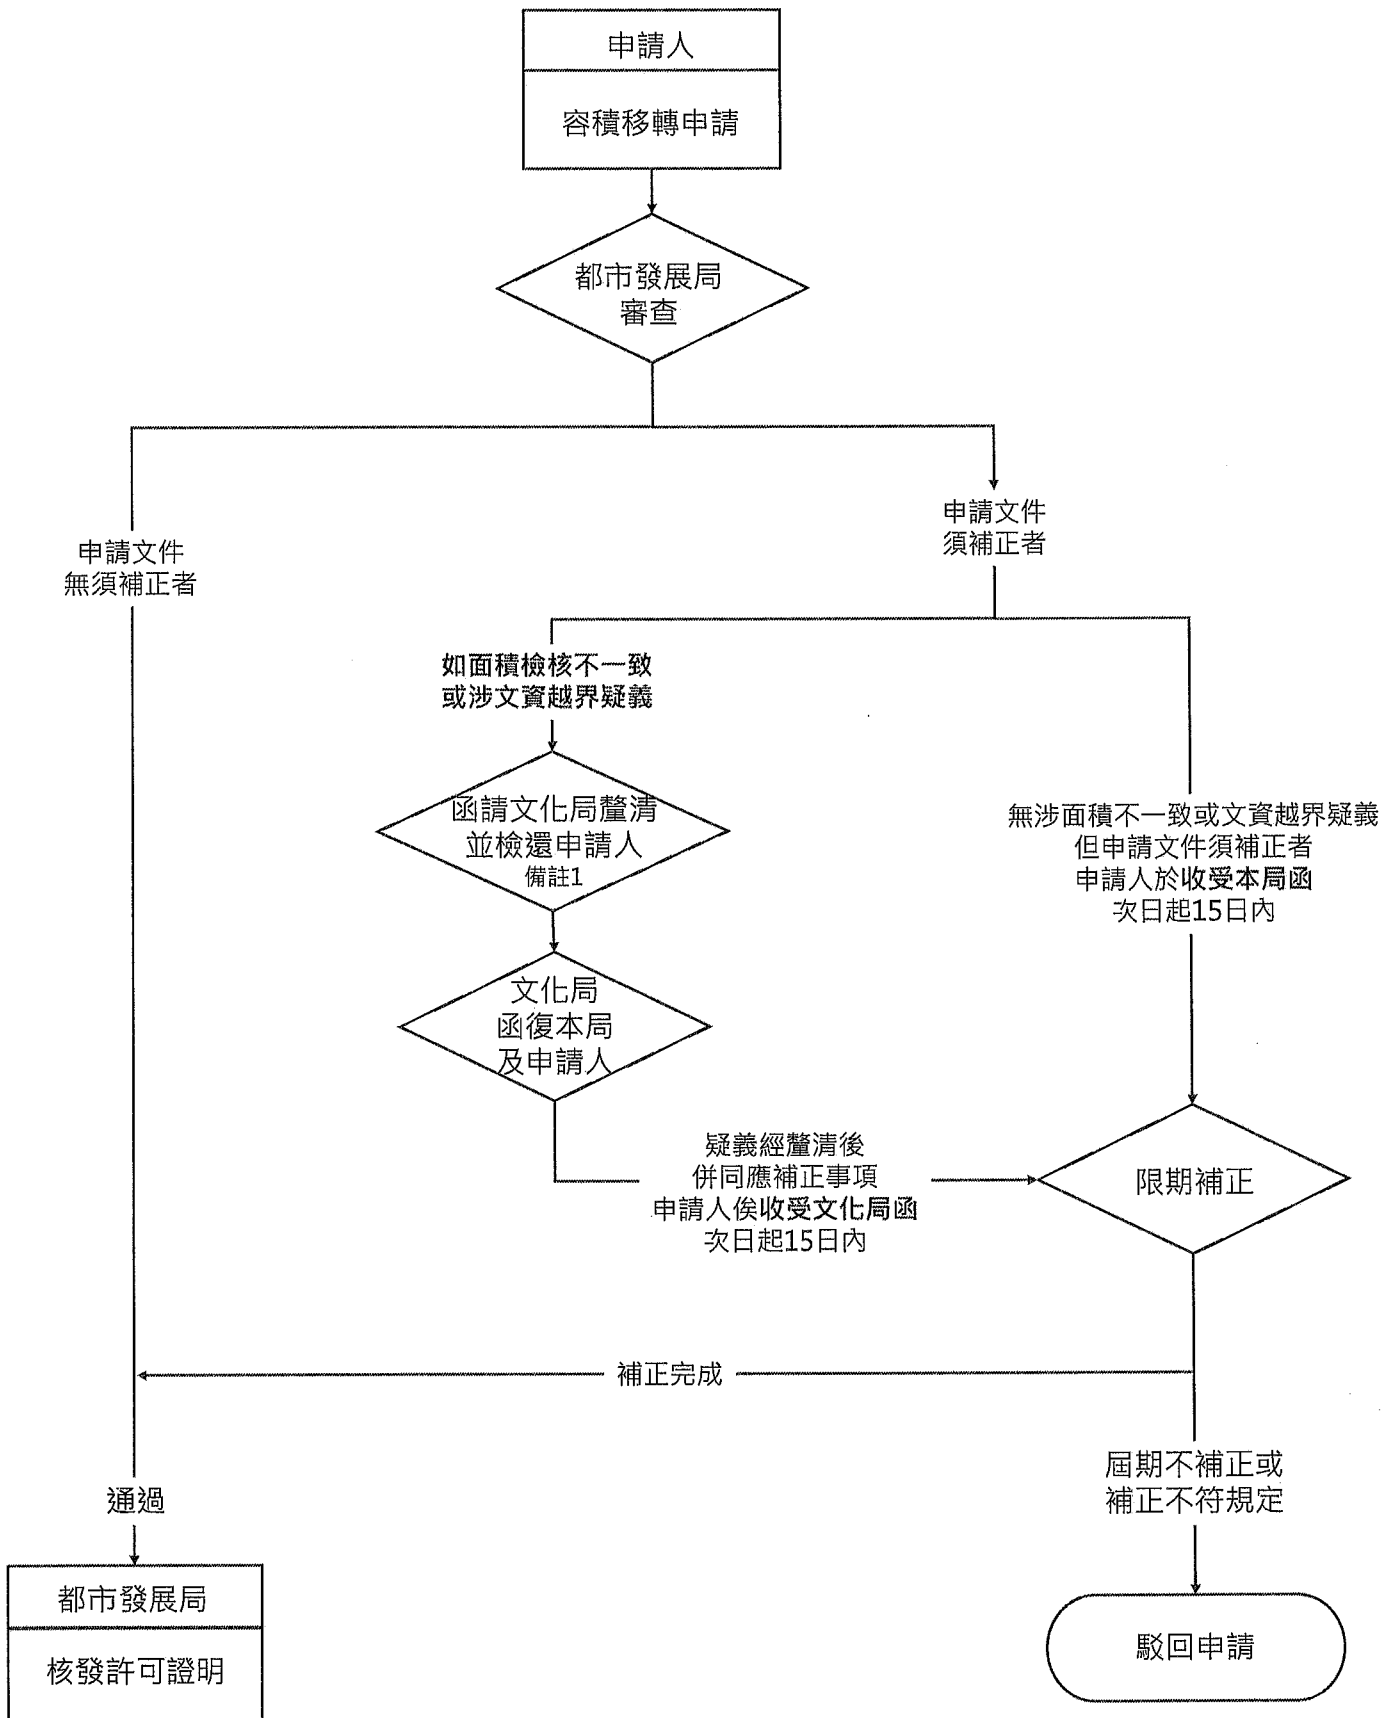 申請人
容積移轉申請
都市發展局
審查
申請文件
無須補正者
申請文件
須補正者
如面積檢核不一致
或涉文資越界疑義
函請文化局釐清
並檢還申請人
備註1
無涉面積不一致或文資越界疑義
但申請文件須補正者
申請人於收受本局函
次日起15日內
文化局
函復本局
及申請人
疑義經釐清後
併同應補正事項
申請人俟收受文化局函
次日起15日內
限期補正
補正完成
通過
屆期不補正或
補正不符規定
都市發展局
核發許可證明
駁回申請